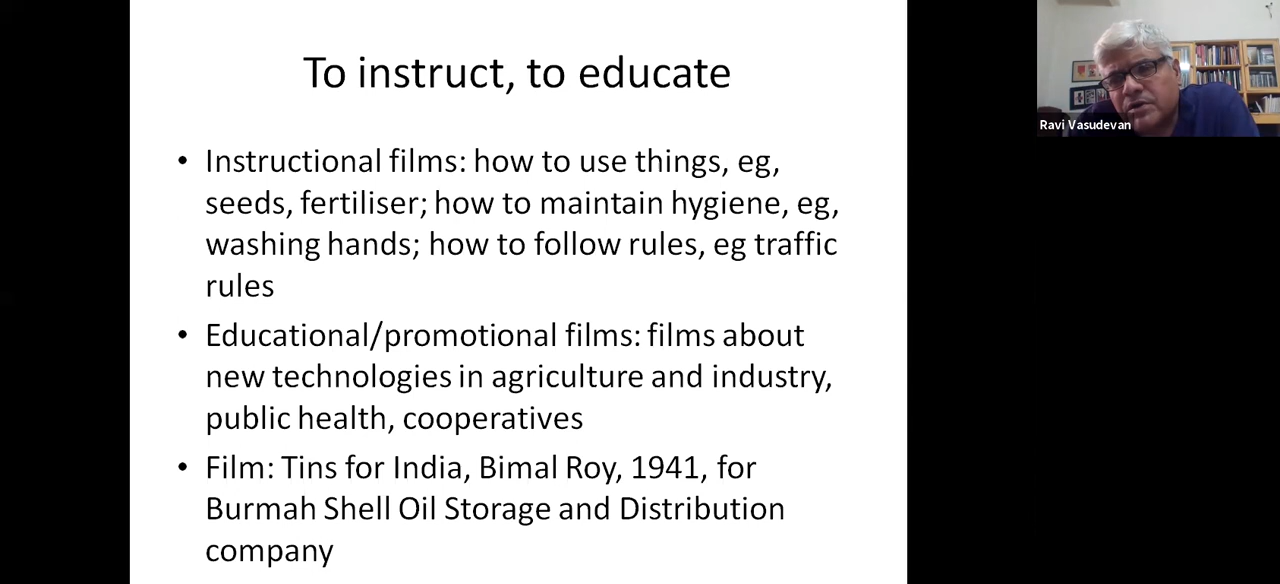 To instruct, to educate
• Instructional films: how to use things, eg,
seeds, fertiliser; how to maintain hygiene, eg,
washing hands; how to follow rules, eg traffic
rules
• Educational/promotional films: films about
new technologies in agriculture and industry,
public health, cooperatives
• Film: Tins for India, Bimal Roy, 1941, for
Burmah Shell Oil Storage and Distribution
company
Ravi Vasudevan